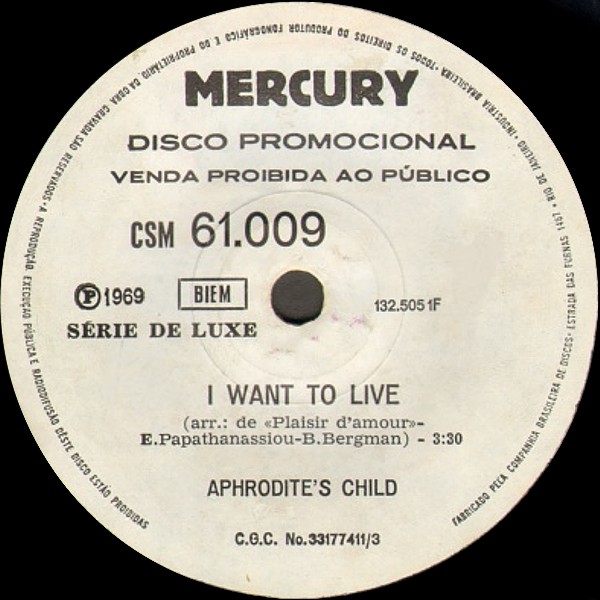 MERCURY
DISCO PROMOCIONAL
VENDA PROIBIDA AO PÚBLICO
CSM 61.009
Ⓟ 1969 BIEM
132.5051F
SÉRIE DE LUXE
I WANT TO LIVE
(arr.: de «Plaisir d'amour»-
E.Papathanassiou-B.Bergman) - 3:30
APHRODITE'S CHILD
C.G.C. No.33177411/3
FABRICADO PELA COMPANHIA BRASILEIRA DE DISCOS · ESTRADA DAS FURNAS 1467 · RIO DE JANEIRO · INDÚSTRIA BRASILEIRA · TODOS OS DIREITOS DO PRODUTOR FONOGRÁFICO E DO PROPRIETÁRIO DA OBRA GRAVADA SÃO RESERVADOS · A REPRODUÇÃO, EXECUÇÃO PÚBLICA E RADIODIFUSÃO DÊSTE DISCO ESTÃO PROIBIDAS